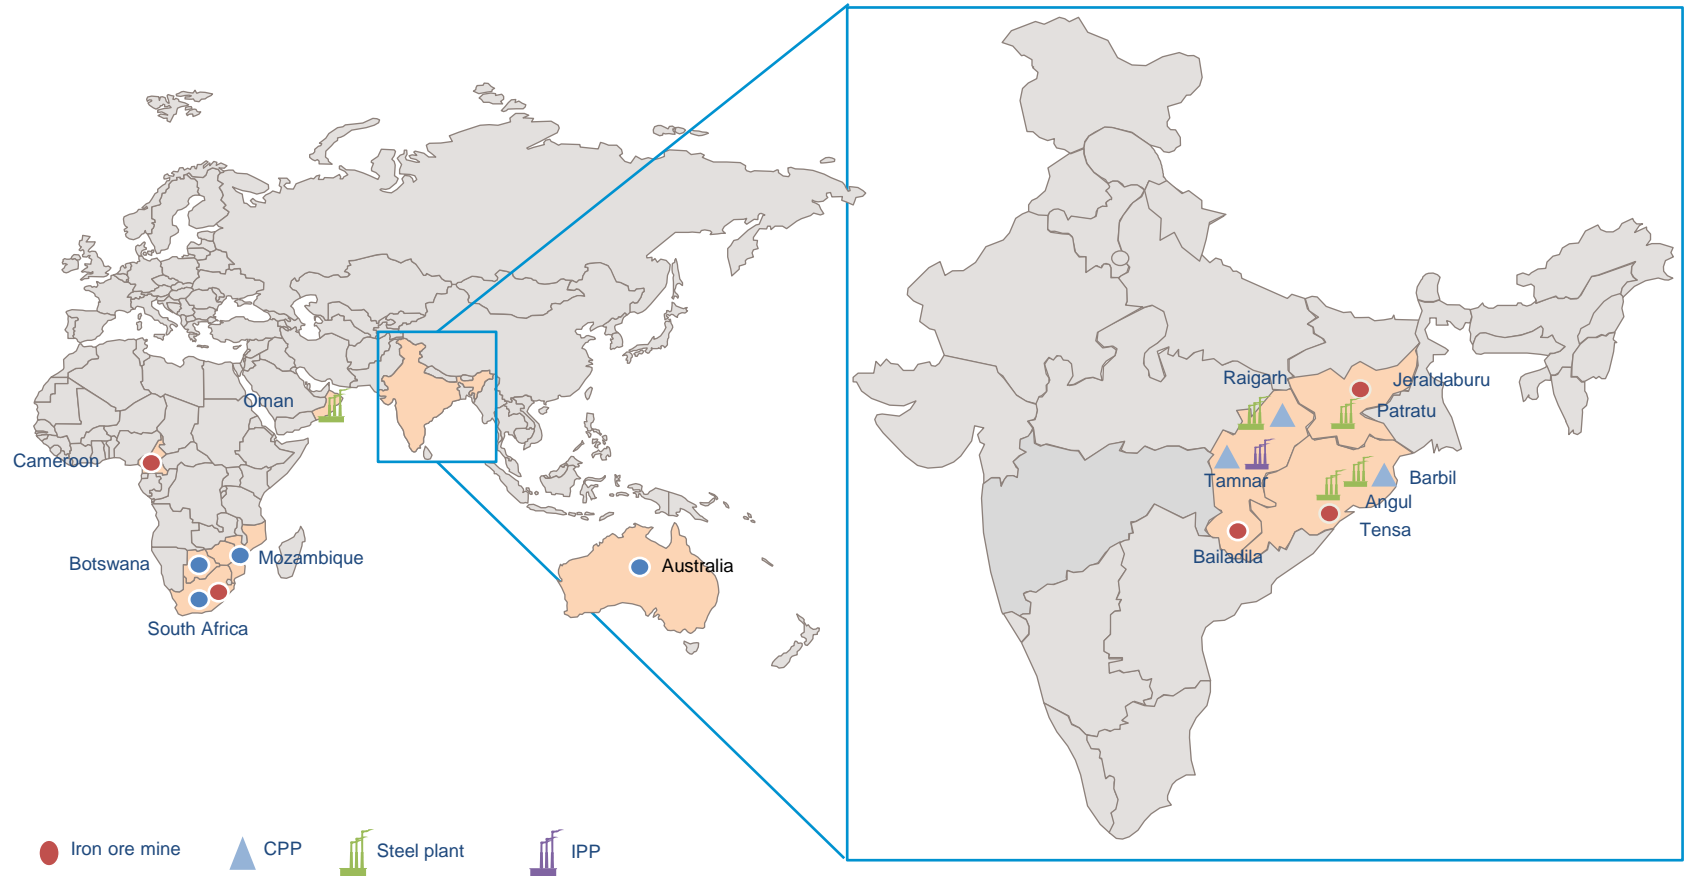 Oman
Cameroon
Botswana
Mozambique
South Africa
Australia
Raigarh
Jeraldaburu
Patratu
Tamnar
Barbil
Angul
Tensa
Bailadila
Iron ore mine
CPP
Steel plant
IPP